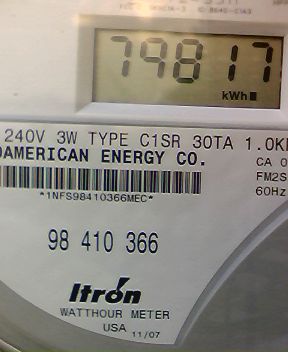 79817
kWh
240V 3W TYPE C1SR 30TA 1.0K
AMERICAN ENERGY CO.
CA 0
FM2S
60Hz
*1NFS98410366MEC*
98 410 366
Itrón
WATTHOUR METER
USA 11/07